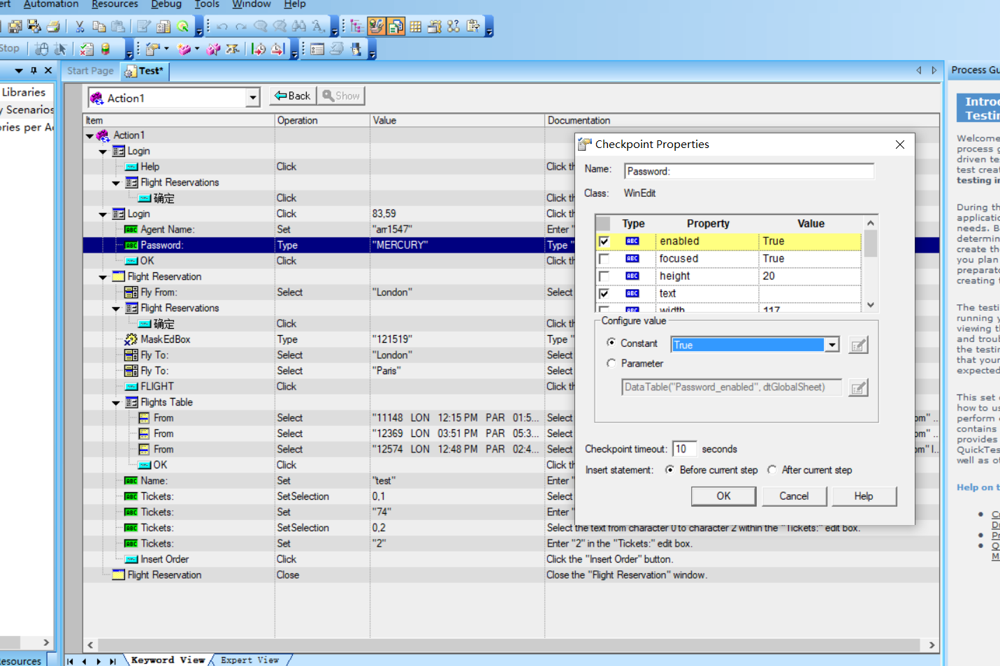 ert Automation Resources Debug Tools Window Help
Stop
Start Page Test*
Process Gu
Libraries
y Scenarios
ories per Ac
Action1 Back Show
Item Operation Value Documentation
Action1
Login
Help Click Click th
Flight Reservations
确定 Click Click th
Login Click 83,59 Click th
Agent Name: Set "arr1547" Enter "
Password: Type "MERCURY" Type "
OK Click Click th
Flight Reservation
Fly From: Select "London" Select
Flight Reservations
确定 Click Click th
MaskEdBox Type "121519" Type "
Fly To: Select "London" Select
Fly To: Select "Paris" Select
FLIGHT Click Click th
Flights Table
From Select "11148 LON 12:15 PM PAR 01:5... Select om" ...
From Select "12369 LON 03:51 PM PAR 05:3... Select om" ...
From Select "12574 LON 12:48 PM PAR 02:4... Select om" l...
OK Click Click th
Name: Set "test" Enter "
Tickets: SetSelection 0,1 Select
Tickets: Set "74" Enter "
Tickets: SetSelection 0,2 Select the text from character 0 to character 2 within the "Tickets:" edit box.
Tickets: Set "2" Enter "2" in the "Tickets:" edit box.
Insert Order Click Click the "Insert Order" button.
Flight Reservation Close Close the "Flight Reservation" window.
Checkpoint Properties
Name: Password:
Class: WinEdit
Type Property Value
ABC enabled True
ABC focused True
ABC height 20
ABC text
ABC width 117
Configure value
Constant True
Parameter
DataTable("Password_enabled", dtGlobalSheet)
Checkpoint timeout: 10 seconds
Insert statement: Before current step After current step
OK Cancel Help
Introd
Testin
Welcome
process g
driven te
test creat
testing in
During th
applicatio
needs. B
determin
create the
you plan
preparato
creating t
The testi
running y
viewing th
and troub
the testin
that your
expected
This set o
how to us
perform o
contains
provides
QuickTes
well as of
Help on t
Co
Do
Pr
Q
M
esources Keyword View Expert View